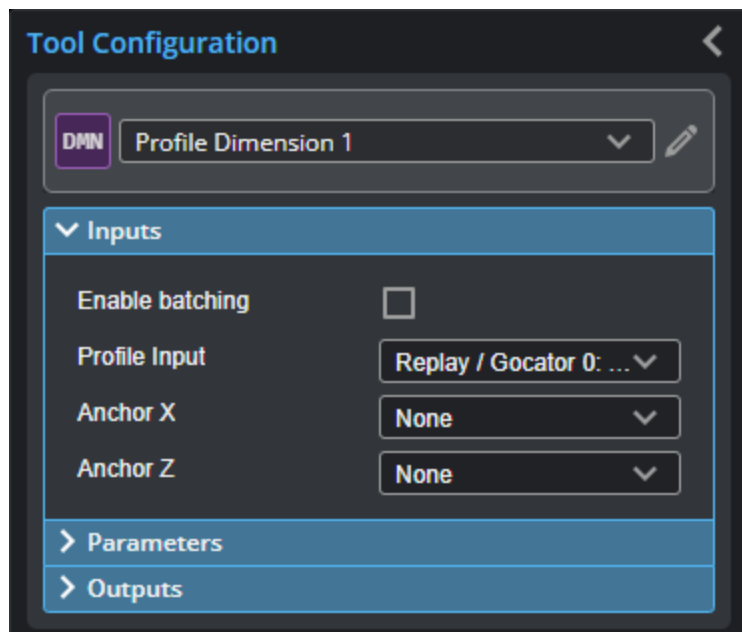 Tool Configuration
DMN Profile Dimension 1
Inputs
Enable batching
Profile Input Replay / Gocator 0: ...
Anchor X None
Anchor Z None
Parameters
Outputs